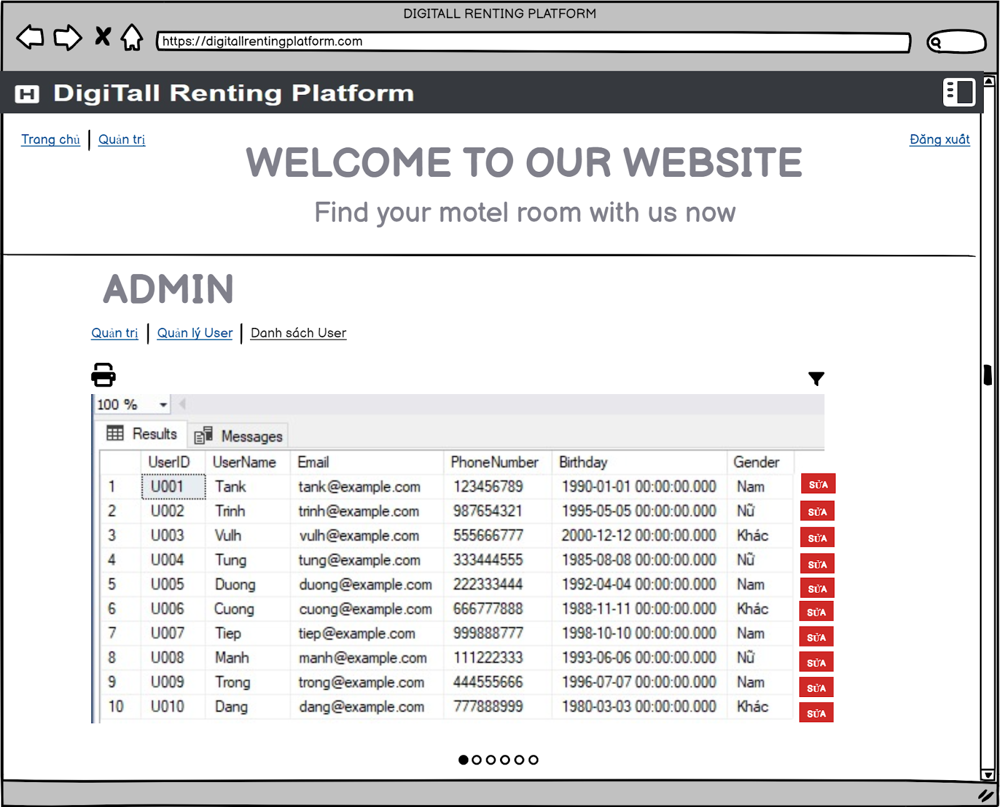 DIGITALL RENTING PLATFORM
https://digitallrentingplatform.com
H DigiTall Renting Platform
Trang chủ Quản trị Đăng xuất
WELCOME TO OUR WEBSITE
Find your motel room with us now
ADMIN
Quản trị Quản lý User Danh sách User
100 %
Results Messages
UserID UserName Email PhoneNumber Birthday Gender
1 U001 Tank tank@example.com 123456789 1990-01-01 00:00:00.000 Nam SỬA
2 U002 Trinh trinh@example.com 987654321 1995-05-05 00:00:00.000 Nữ SỬA
3 U003 Vulh vulh@example.com 555666777 2000-12-12 00:00:00.000 Khác SỬA
4 U004 Tung tung@example.com 333444555 1985-08-08 00:00:00.000 Nữ SỬA
5 U005 Duong duong@example.com 222333444 1992-04-04 00:00:00.000 Nam SỬA
6 U006 Cuong cuong@example.com 666777888 1988-11-11 00:00:00.000 Khác SỬA
7 U007 Tiep tiep@example.com 999888777 1998-10-10 00:00:00.000 Nam SỬA
8 U008 Manh manh@example.com 111222333 1993-06-06 00:00:00.000 Nữ SỬA
9 U009 Trong trong@example.com 444555666 1996-07-07 00:00:00.000 Nam SỬA
10 U010 Dang dang@example.com 777888999 1980-03-03 00:00:00.000 Khác SỬA